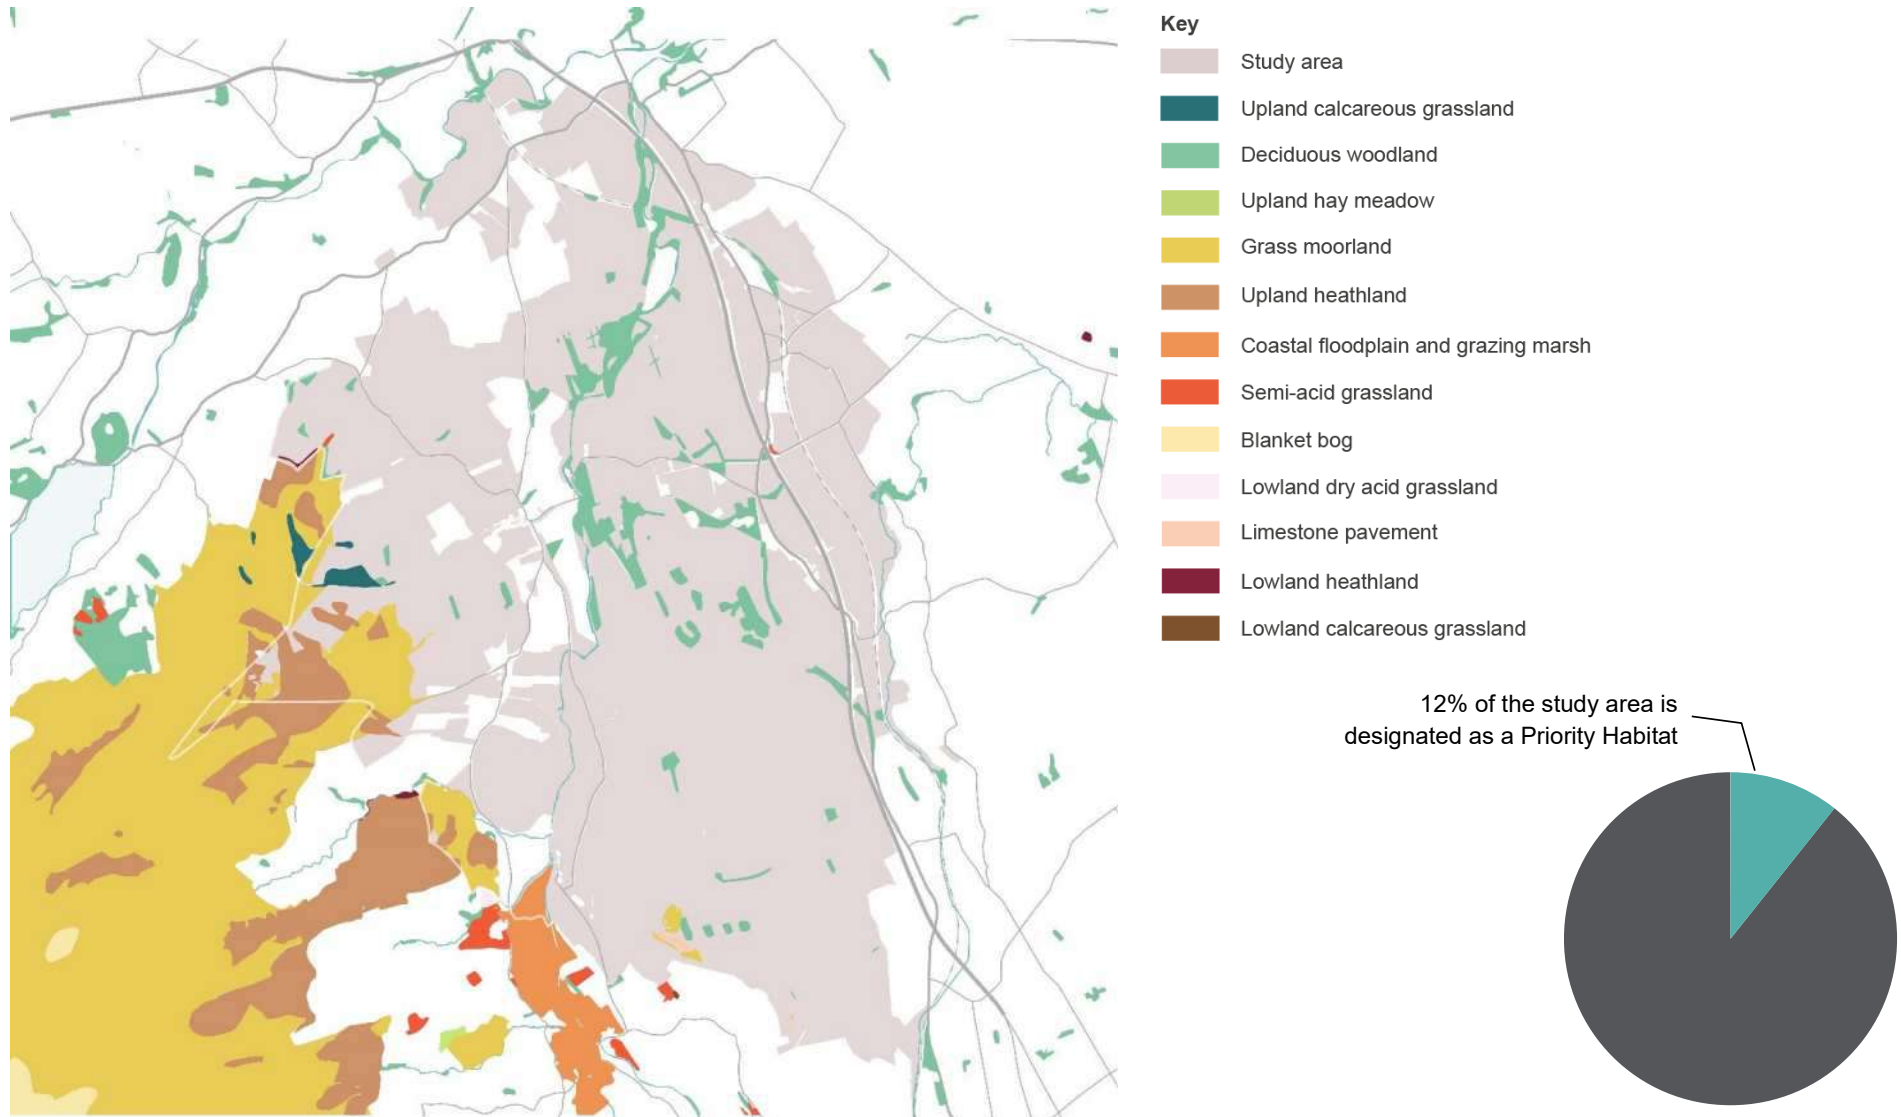 Key
Study area
Upland calcareous grassland
Deciduous woodland
Upland hay meadow
Grass moorland
Upland heathland
Coastal floodplain and grazing marsh
Semi-acid grassland
Blanket bog
Lowland dry acid grassland
Limestone pavement
Lowland heathland
Lowland calcareous grassland
12% of the study area is
designated as a Priority Habitat